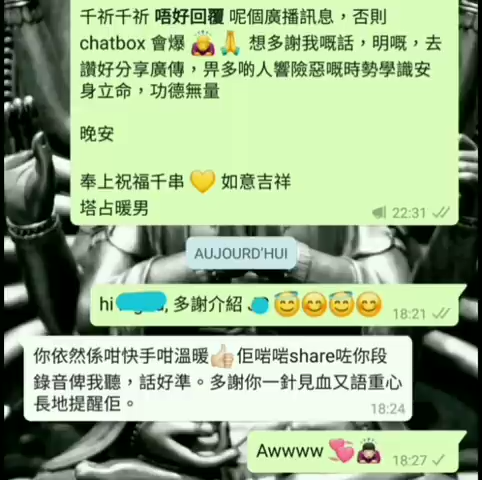 千祈千祈 唔好回覆 呢個廣播訊息，否則
chatbox 會爆 🙇🙏 想多謝我嘅話，明嘅，去
讚好分享廣傳，畀多啲人響險惡嘅時勢學識安
身立命，功德無量
晚安
奉上祝福千串 💛 如意吉祥
塔占暖男
22:31
AUJOURD'HUI
hi , 多謝介紹 😇😊😇😊
18:21
你依然係咁快手咁溫暖👍🏻佢啱啱share咗你段
錄音俾我聽，話好準。多謝你一針見血又語重心
長地提醒佢。
18:24
Awwww 💞🙇
18:27